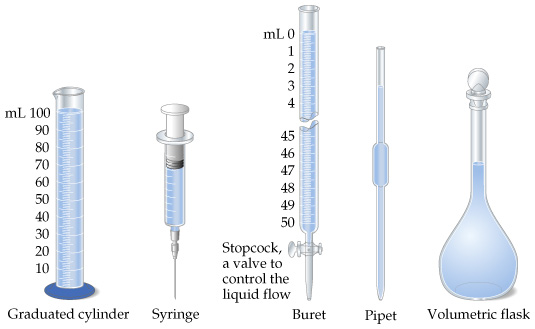 mL 100
90
80
70
60
50
40
30
20
10
Graduated cylinder
Syringe
mL 0
1
2
3
4
45
46
47
48
49
50
Stopcock,
a valve to
control the
liquid flow
Buret
Pipet
Volumetric flask